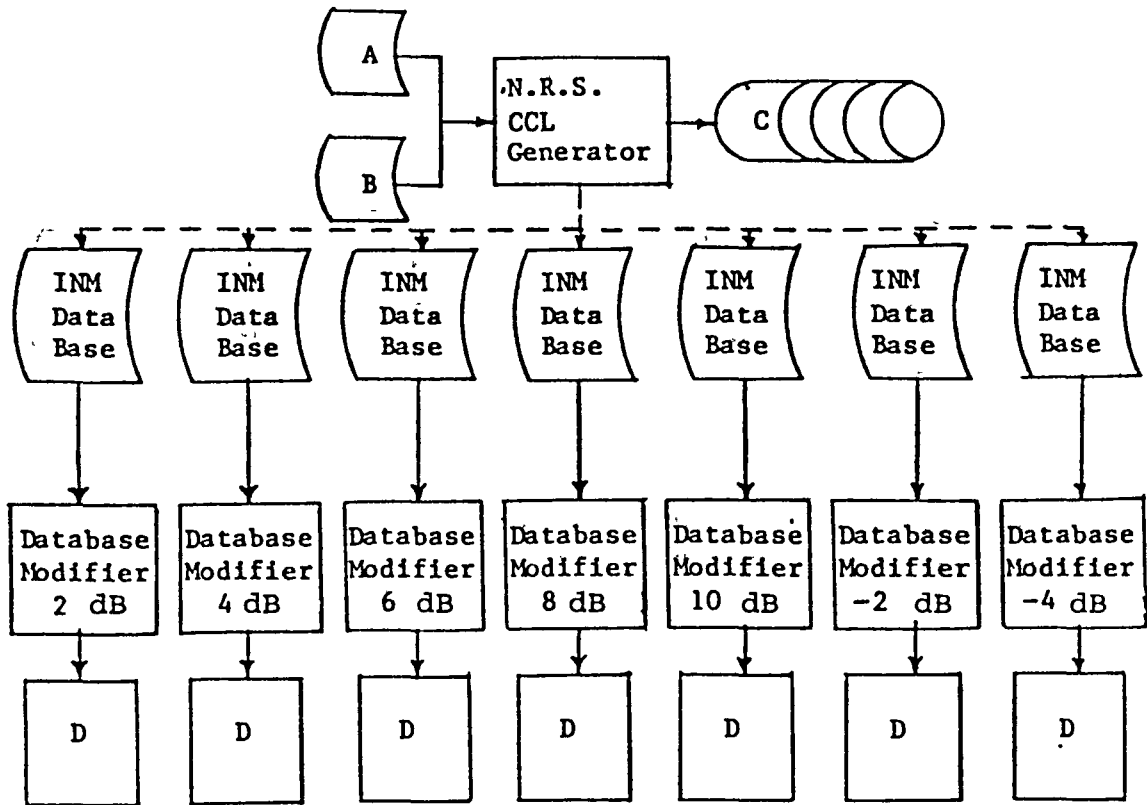 A
N.R.S.
CCL
Generator
C
B
INM
Data
Base
INM
Data
Base
INM
Data
Base
INM
Data
Base
INM
Data
Base
INM
Data
Base
INM
Data
Base
Database
Modifier
2 dB
Database
Modifier
4 dB
Database
Modifier
6 dB
Database
Modifier
8 dB
Database
Modifier
10 dB
Database
Modifier
-2 dB
Database
Modifier
-4 dB
D
D
D
D
D
D
D